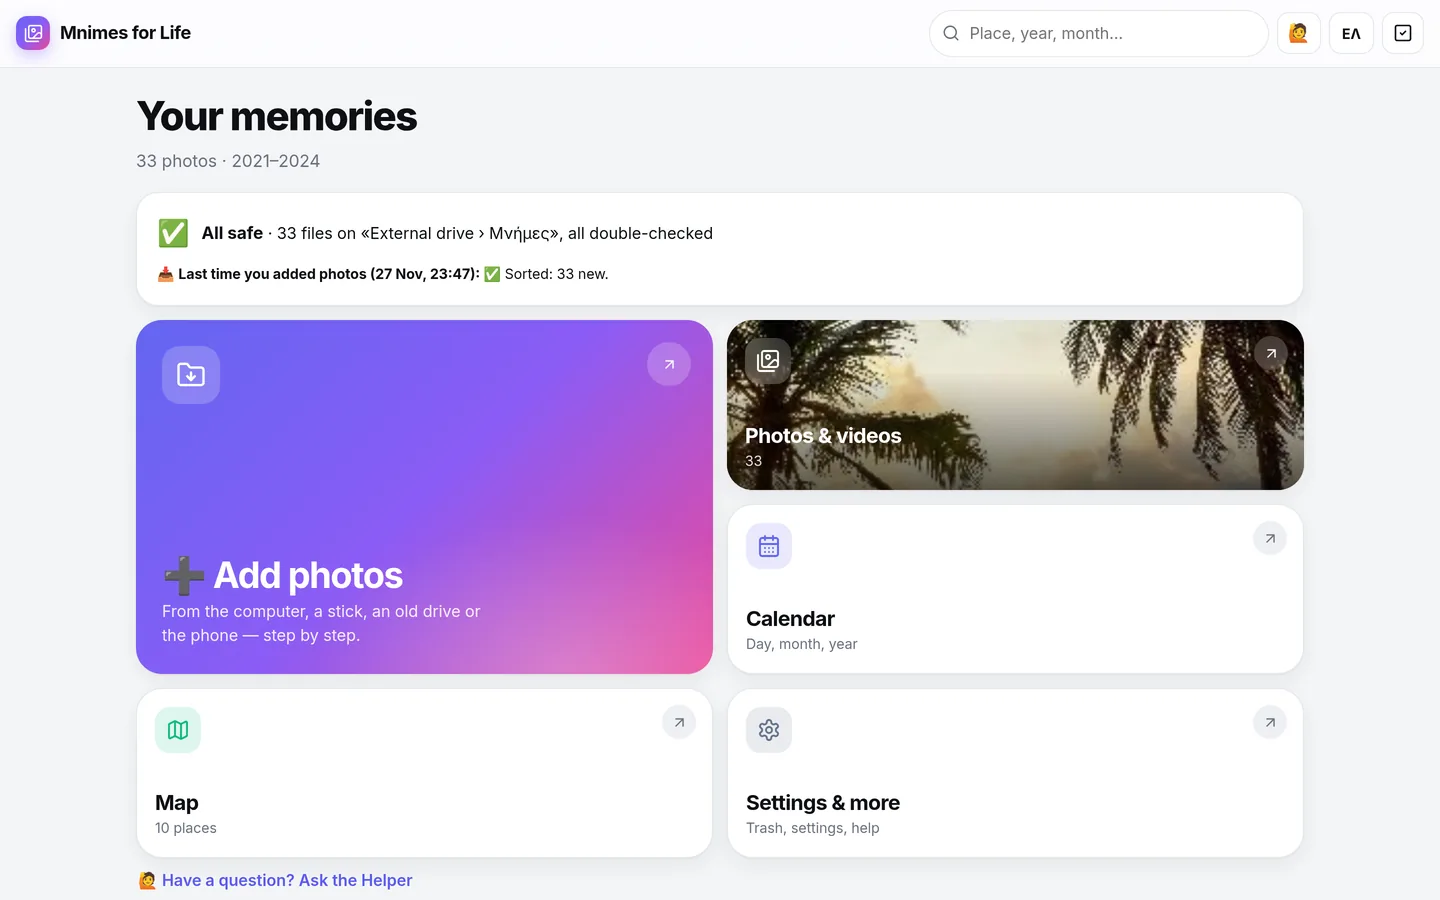 Mnimes for Life
Place, year, month...
ΕΛ
Your memories
33 photos · 2021–2024
All safe · 33 files on «External drive › Μνήμες», all double-checked
Last time you added photos (27 Nov, 23:47): ✅ Sorted: 33 new.
Add photos
From the computer, a stick, an old drive or
the phone — step by step.
Photos & videos
33
Calendar
Day, month, year
Map
10 places
Settings & more
Trash, settings, help
Have a question? Ask the Helper